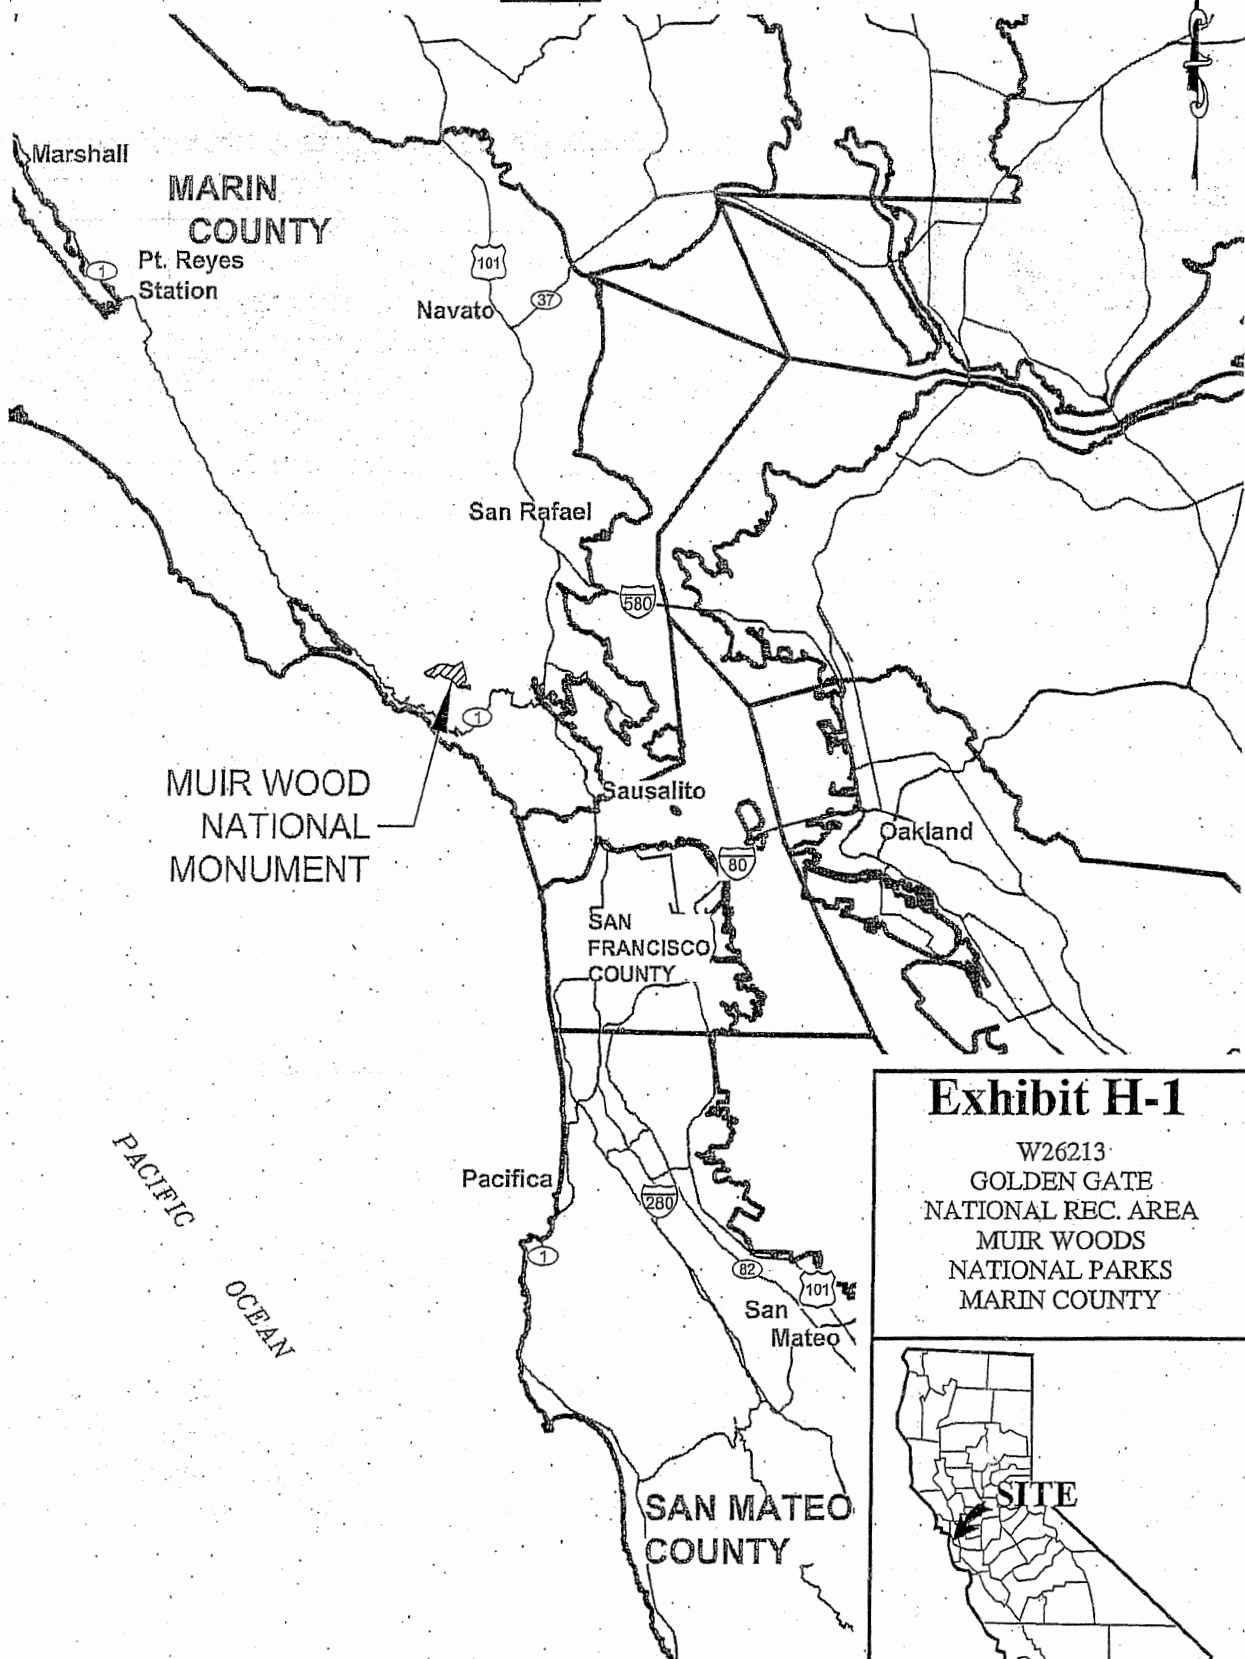 Marshall
MARIN
COUNTY
1
Pt. Reyes
Station
101
Navato
37
San Rafael
580
1
MUIR WOOD
NATIONAL
MONUMENT
Sausalito
Oakland
80
SAN
FRANCISCO
COUNTY
PACIFIC
OCEAN
Pacifica
280
1
82
101
San
Mateo
SAN MATEO
COUNTY
Exhibit H-1
W26213
GOLDEN GATE
NATIONAL REC. AREA
MUIR WOODS
NATIONAL PARKS
MARIN COUNTY
SITE